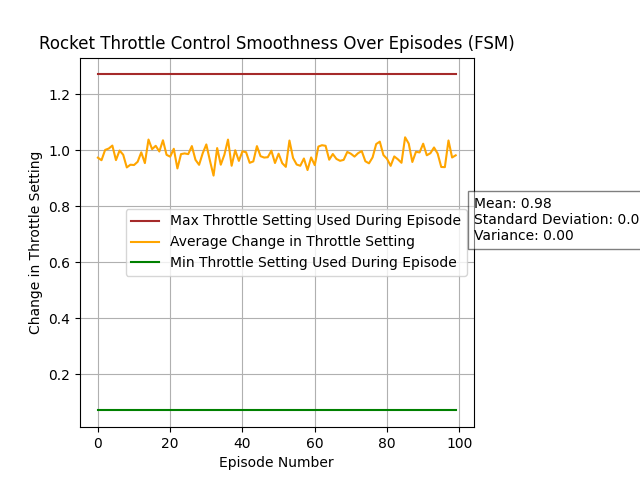 Rocket Throttle Control Smoothness Over Episodes (FSM)
Change in Throttle Setting
1.2
1.0
0.8
0.6
0.4
0.2
Max Throttle Setting Used During Episode
Average Change in Throttle Setting
Min Throttle Setting Used During Episode
Mean: 0.98
Standard Deviation: 0.0
Variance: 0.00
0 20 40 60 80 100
Episode Number